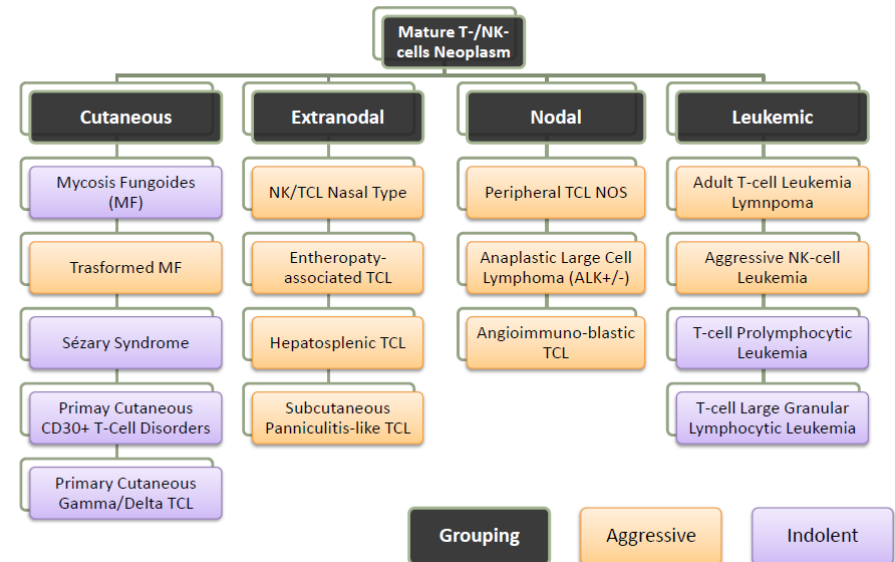 Mature T-/NK-
cells Neoplasm
Cutaneous
Extranodal
Nodal
Leukemic
Mycosis Fungoides
(MF)
NK/TCL Nasal Type
Peripheral TCL NOS
Adult T-cell Leukemia
Lymnpoma
Trasformed MF
Entheropaty-
associated TCL
Anaplastic Large Cell
Lymphoma (ALK+/-)
Aggressive NK-cell
Leukemia
Sézary Syndrome
Hepatosplenic TCL
Angioimmuno-blastic
TCL
T-cell Prolymphocytic
Leukemia
Primay Cutaneous
CD30+ T-Cell Disorders
Subcutaneous
Panniculitis-like TCL
T-cell Large Granular
Lymphocytic Leukemia
Primary Cutaneous
Gamma/Delta TCL
Grouping
Aggressive
Indolent